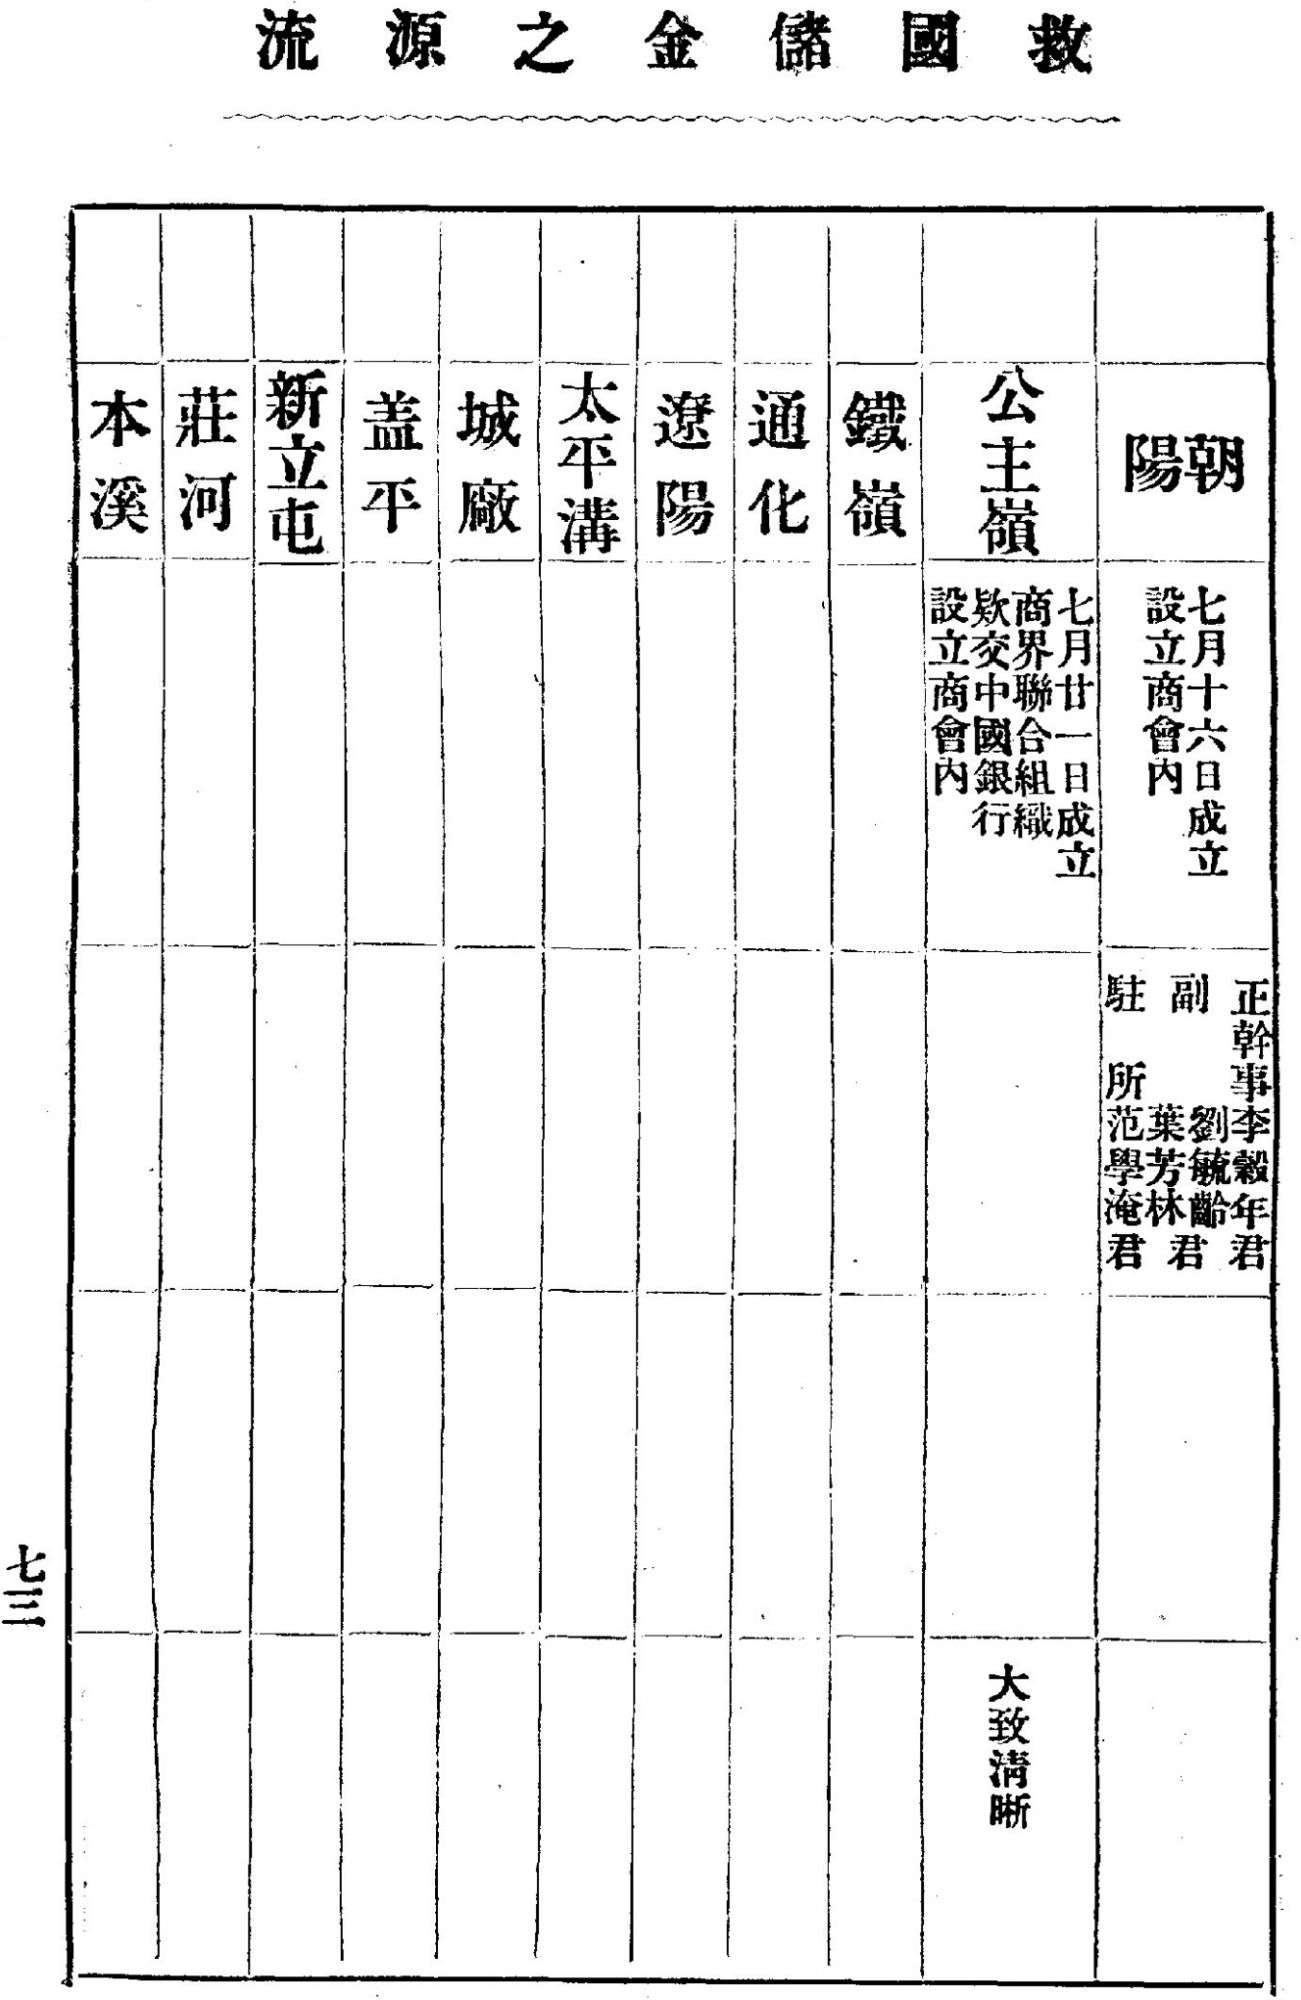 救國儲金之源流
朝陽
七月十六日成立
設立商會內
正幹事李穀年君
副 劉毓齡
葉芳林 君
駐所范學淹君
公主嶺
七月廿一日成立
商界聯合組織
欵交中國銀行
設立商會內
大致清晰
鐵嶺
通化
遼陽
太平溝
城廠
盖平
新立屯
莊河
本溪
七三